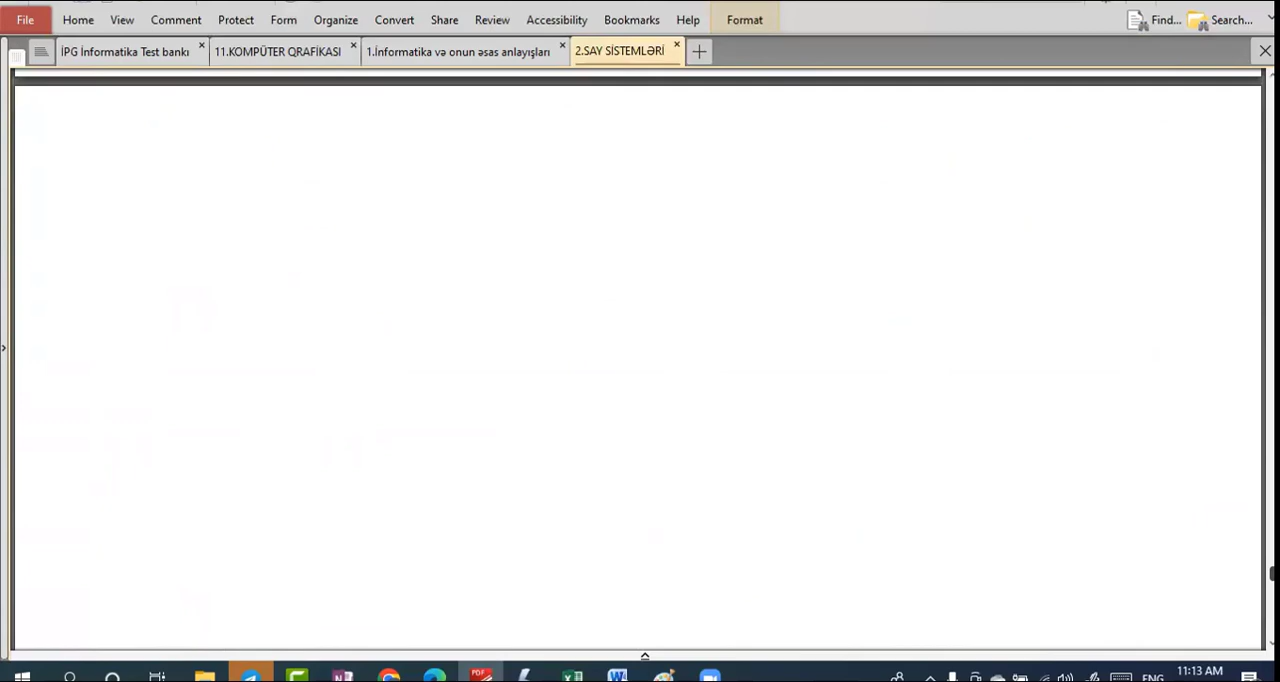 File Home View Comment Protect Form Organize Convert Share Review Accessibility Bookmarks Help Format Find... Search...
İPG İnformatika Test bankı 11.KOMPÜTER QRAFİKASI 1.İnformatika və onun əsas anlayışları 2.SAY SİSTEMLƏRİ
PDF ENG 11:13 AM